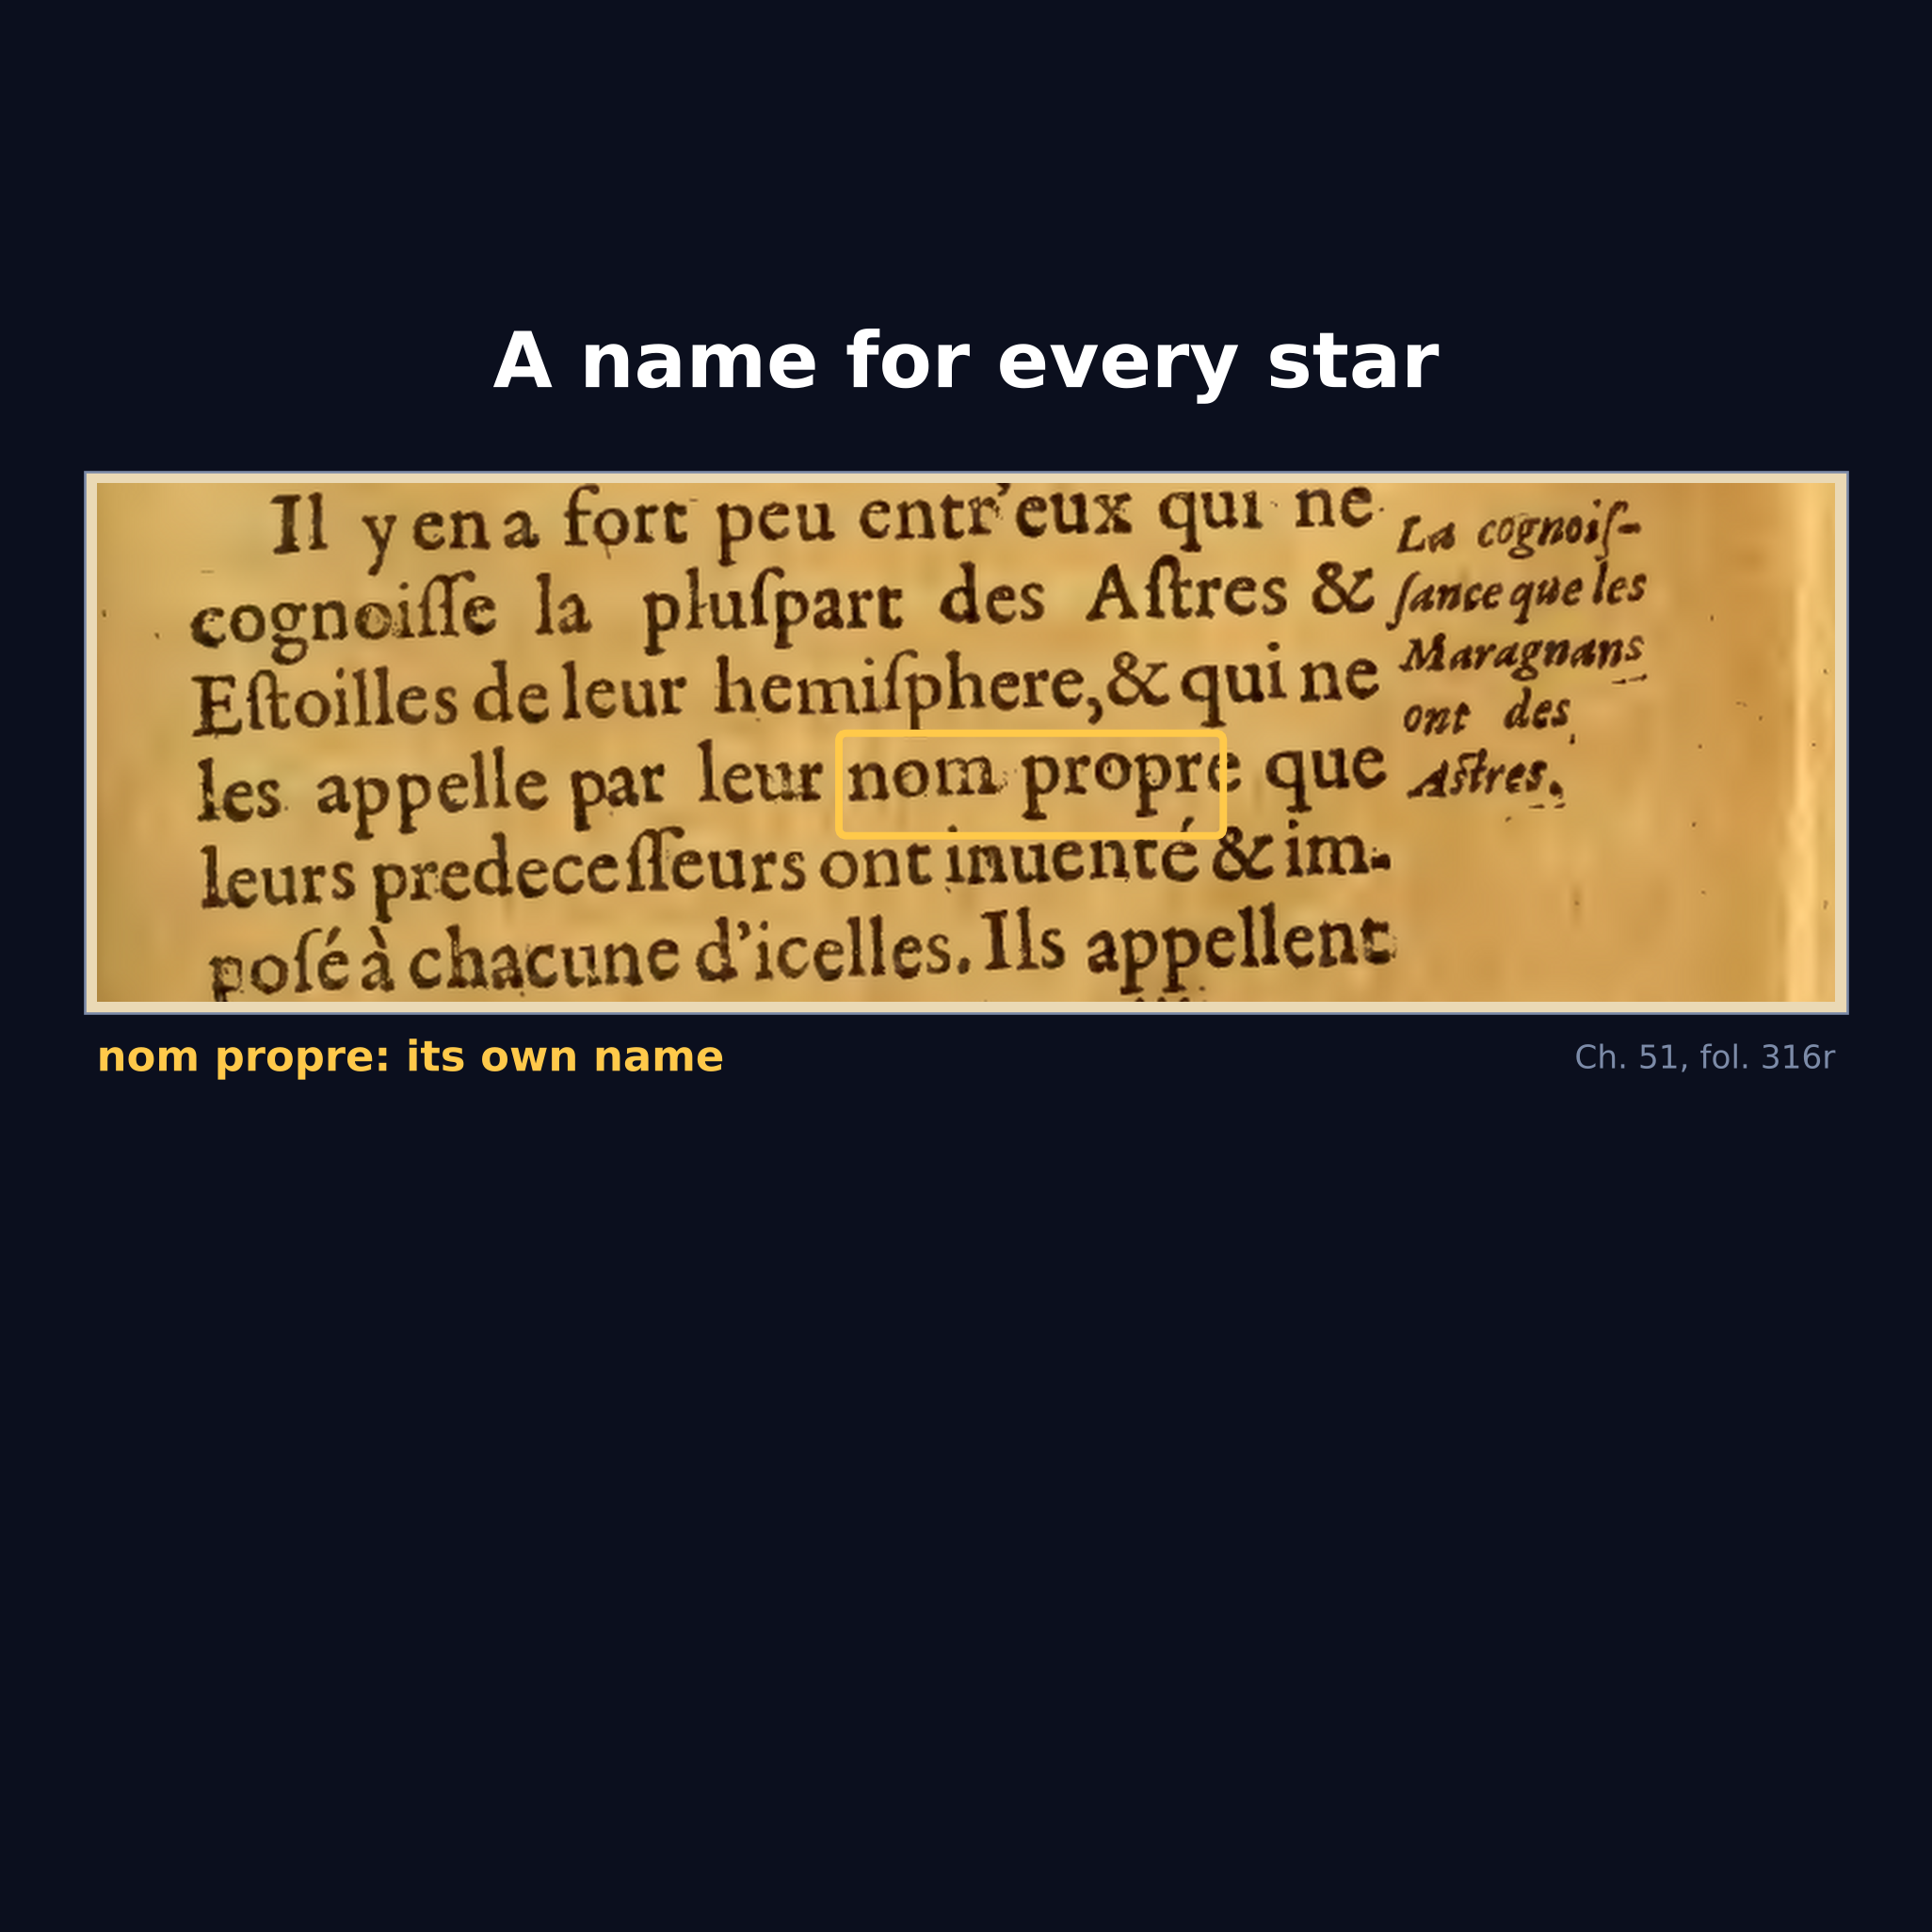 A name for every star
Il y en a fort peu entr'eux qui ne
cognoiſſe la pluſpart des Aſtres &
Eſtoilles de leur hemiſphere, & qui ne
les appelle par leur nom propre que
leurs predeceſſeurs ont inuenté & im-
poſé à chacune d'icelles. Ils appellent
La cognoiſ-
ſance que les
Maragnans
ont des
Aſtres.
nom propre: its own name
Ch. 51, fol. 316r